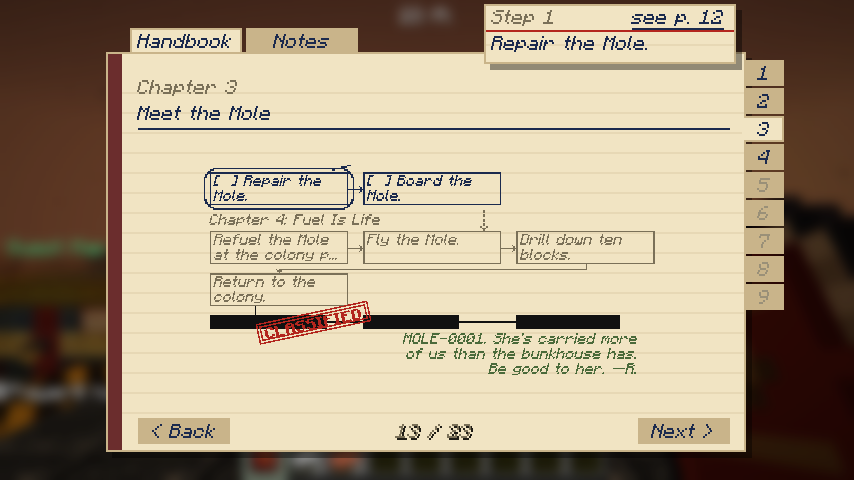 Step 1
see p. 12
Repair the Mole.
Handbook
Notes
Chapter 3
Meet the Mole
[ ] Repair the
Mole.
[ ] Board the
Mole.
Chapter 4: Fuel Is Life
Refuel the Mole
at the colony p...
Fly the Mole.
Drill down ten
blocks.
Return to the
colony.
CLASSIFIED
MOLE-0001. She's carried more
of us than the bunkhouse has.
Be good to her. —R.
< Back
13 / 23
Next >
1
2
3
4
5
6
7
8
9